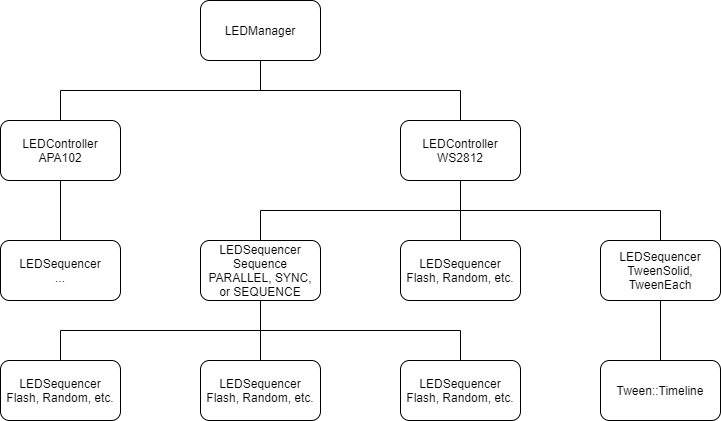 LEDManager
LEDController
APA102
LEDController
WS2812
LEDSequencer
...
LEDSequencer
Sequence
PARALLEL, SYNC,
or SEQUENCE
LEDSequencer
Flash, Random, etc.
LEDSequencer
TweenSolid,
TweenEach
LEDSequencer
Flash, Random, etc.
LEDSequencer
Flash, Random, etc.
LEDSequencer
Flash, Random, etc.
Tween::Timeline